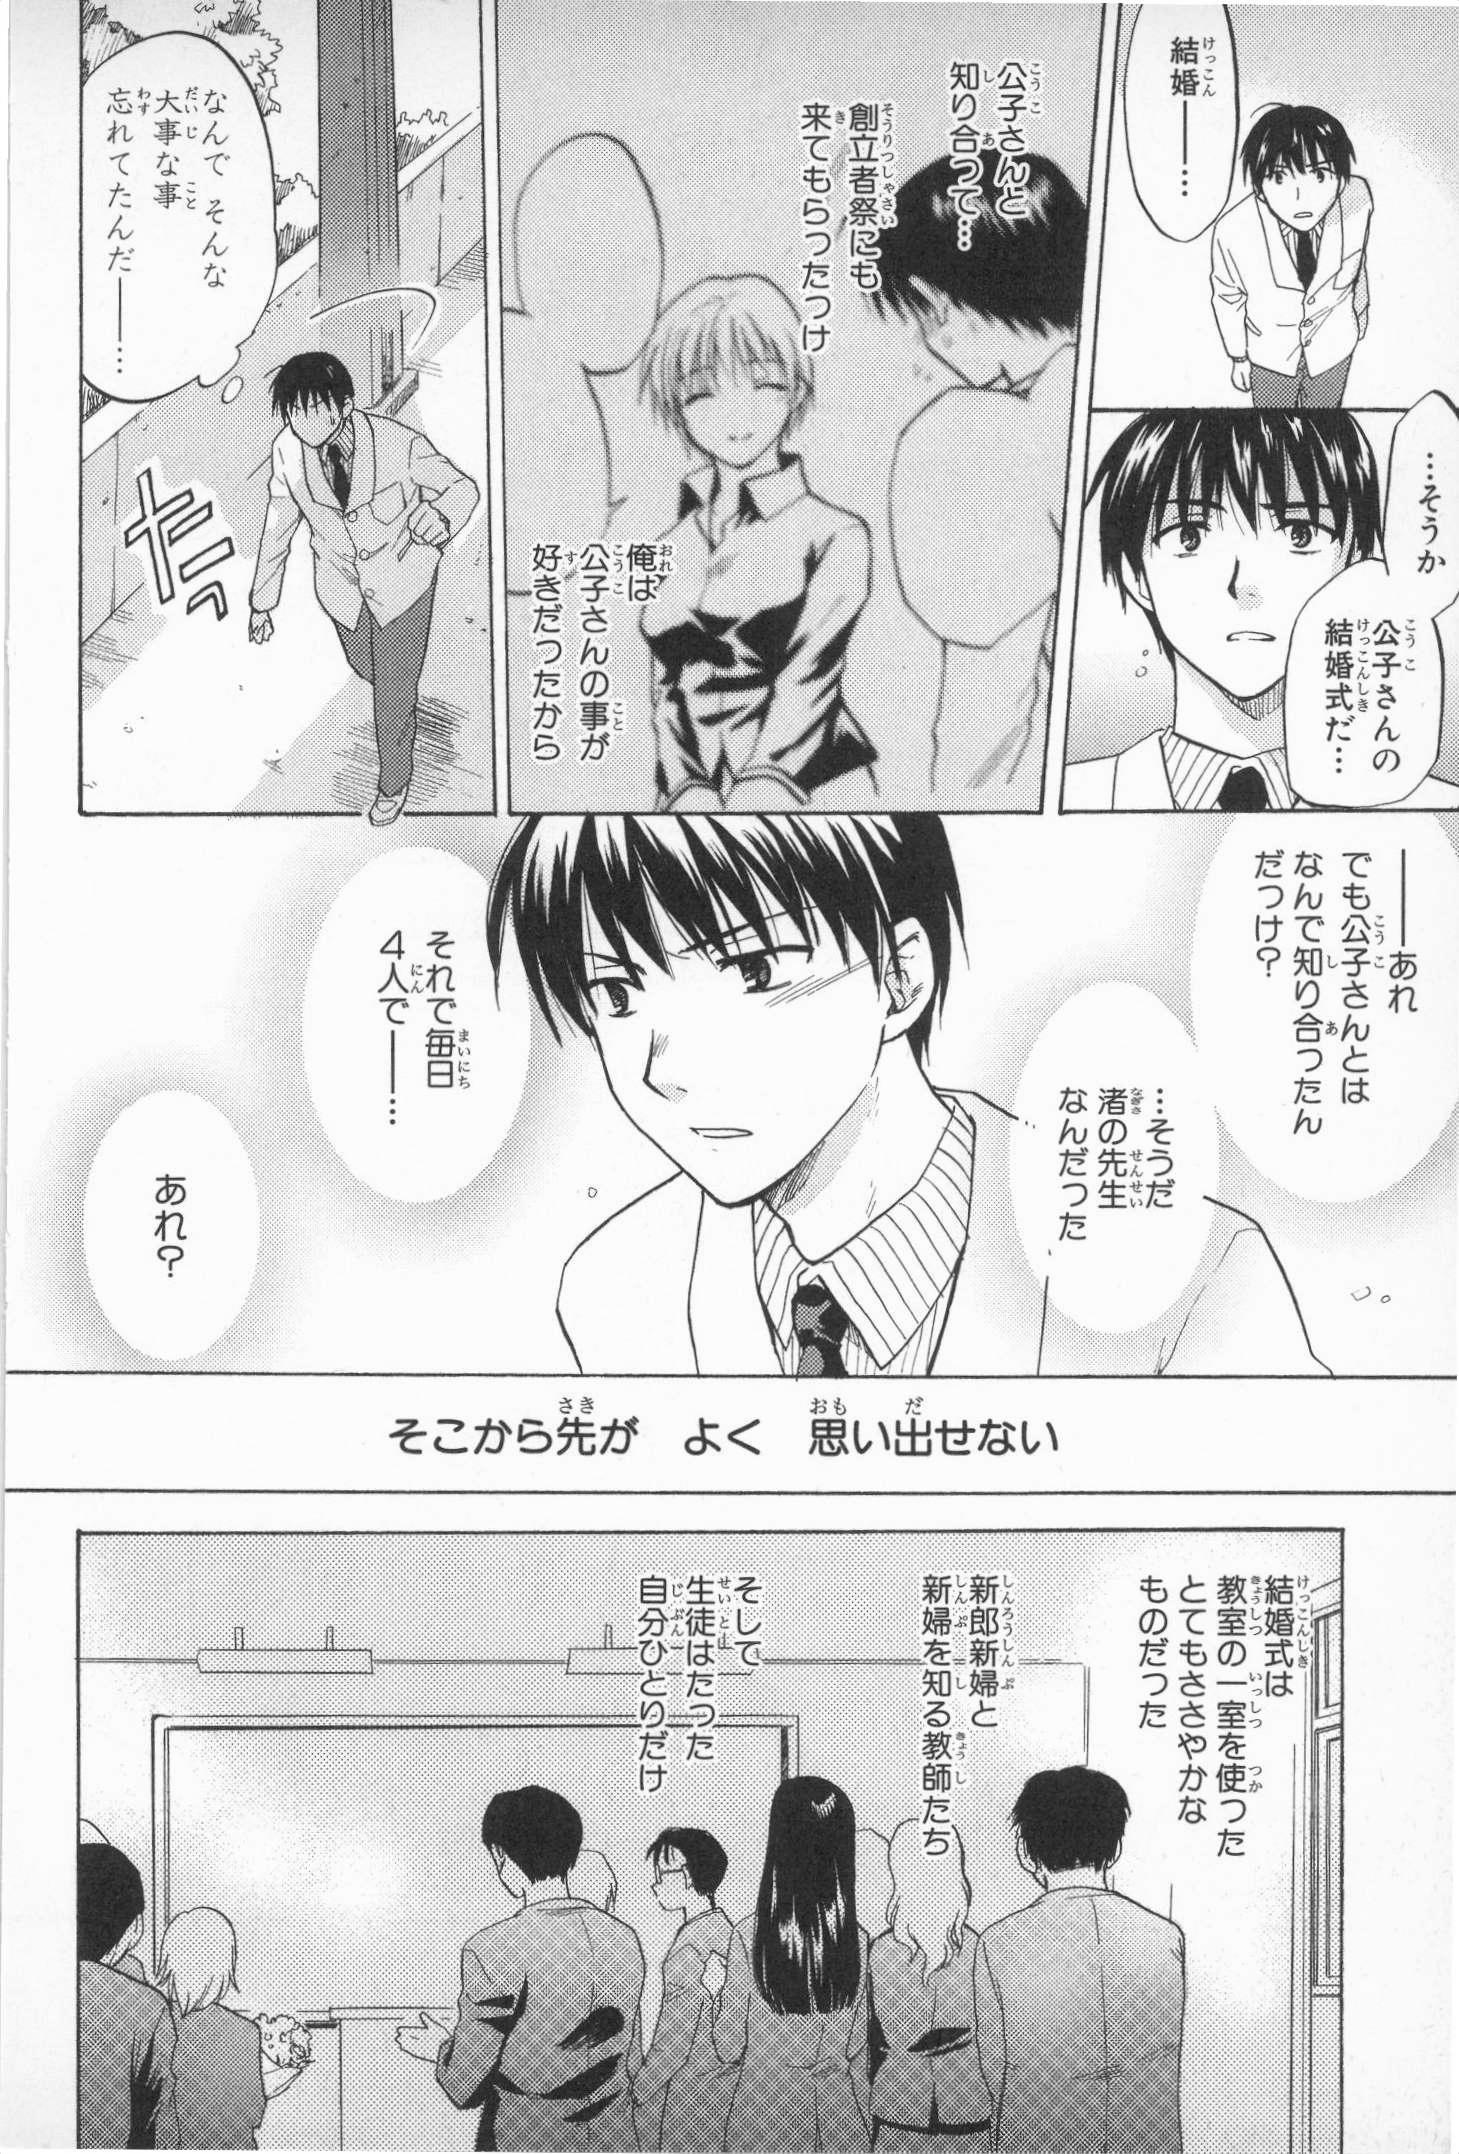 結婚――…
…そうか
公子さんの
結婚式だ…
公子さんと
知り合って…
創立者祭にも
来てもらったっけ
俺は
公子さんの事が
好きだったから
なんで そんな
大事な事
忘れてたんだ――…
たっ
――あれ
でも公子さんとは
なんで知り合ったん
だっけ?
…そうだ
渚の先生
なんだった
それで毎日
4人で――…
あれ?
そこから先が よく 思い出せない
結婚式は
教室の一室を使った
とてもささやかな
ものだった
新郎新婦と
新婦を知る教師たち
そして
生徒はたった
自分ひとりだけ